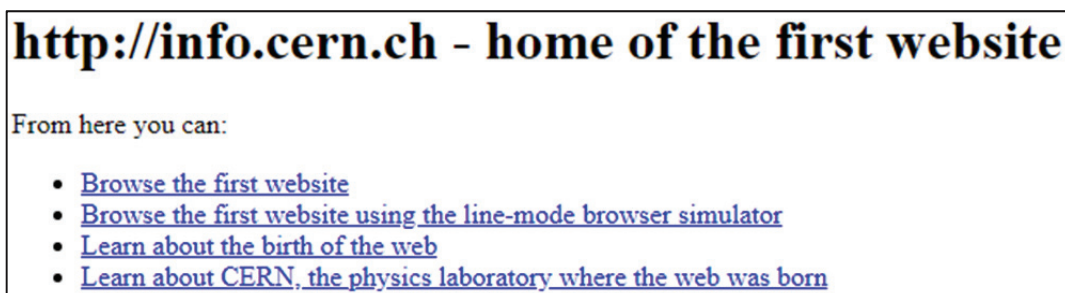 http://info.cern.ch - home of the first website
From here you can:
• Browse the first website
• Browse the first website using the line-mode browser simulator
• Learn about the birth of the web
• Learn about CERN, the physics laboratory where the web was born